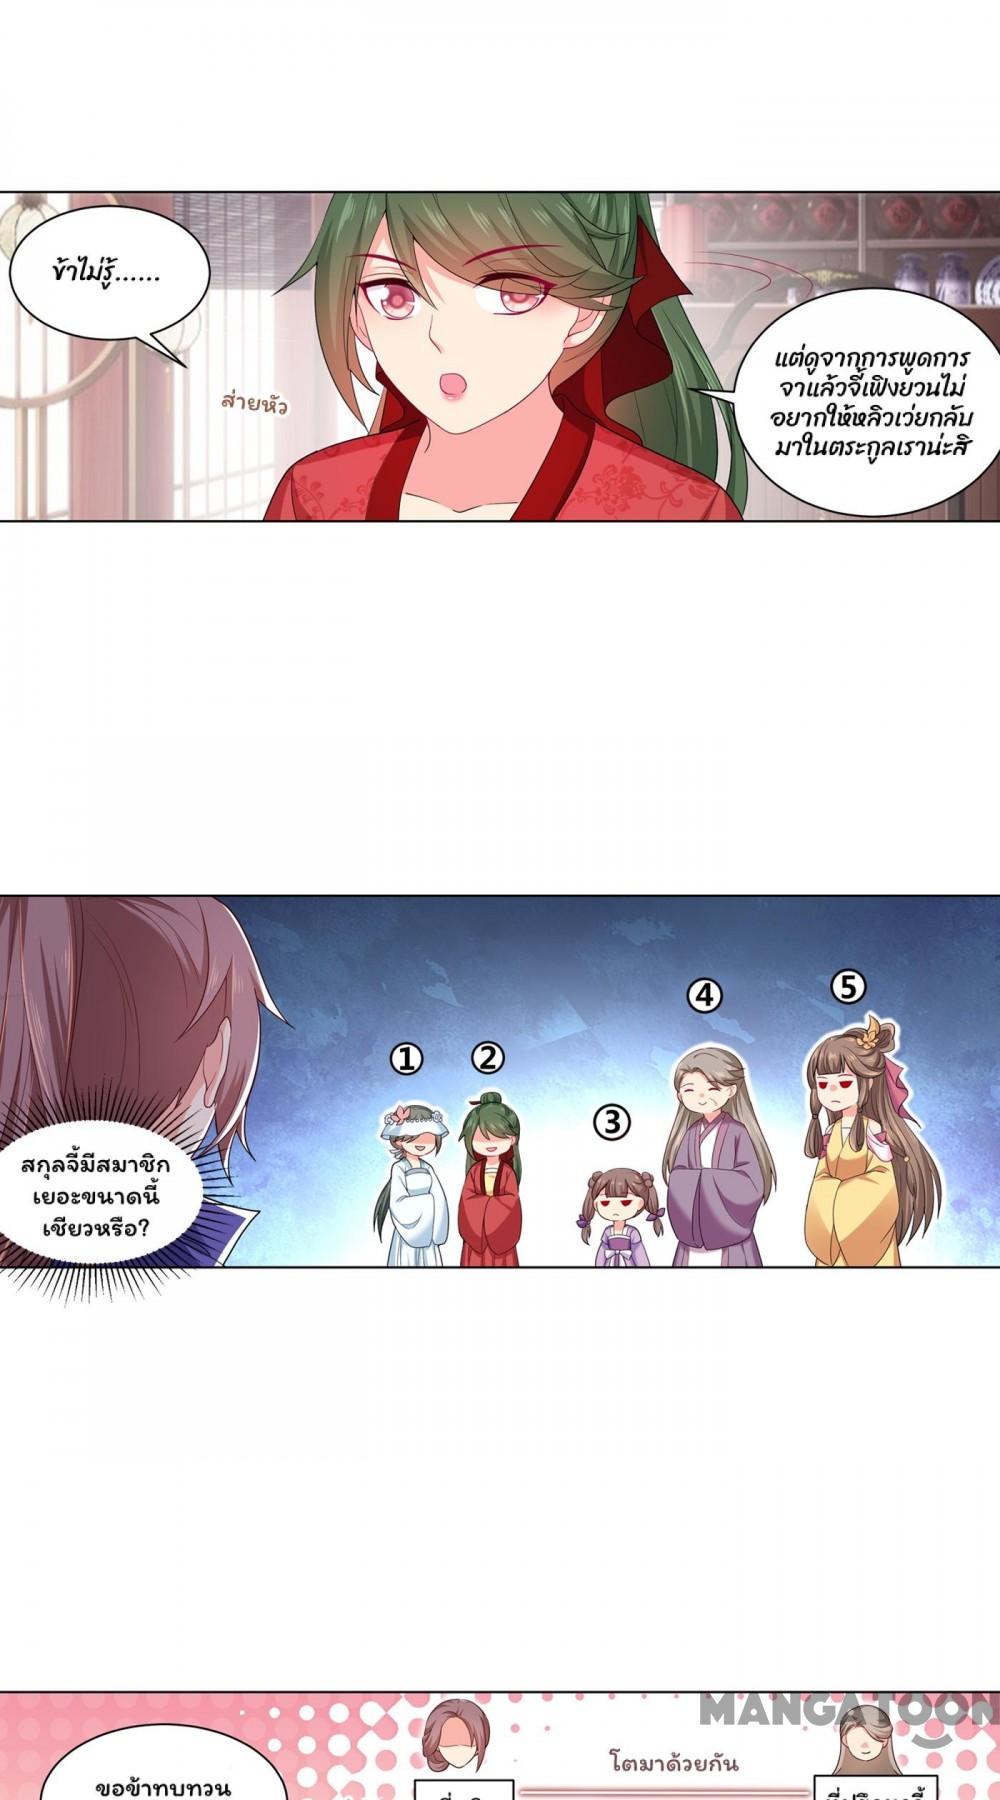 ข้าไม่รู้......
ส่ายหัว
แต่ดูจากการพูดการ
จาแล้วจี้เฟิงยวนไม่
อยากให้หลิวเว่ยกลับ
มาในตระกูลเราน่ะสิ
① ② ③ ④ ⑤
สกุลจี้มีสมาชิก
เยอะขนาดนี้
เชียวหรือ?
MANGATOON
โตมาด้วยกัน
ขอข้าทบทวน